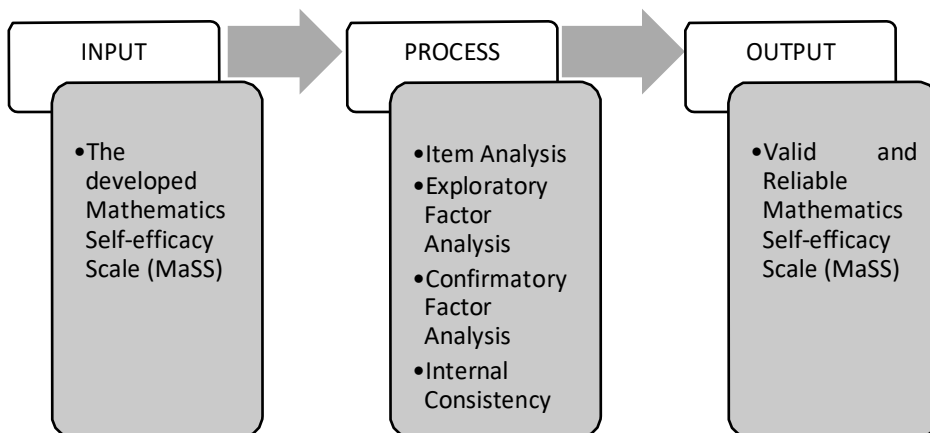 INPUT
•The
developed
Mathematics
Self-efficacy
Scale (MaSS)
PROCESS
•Item Analysis
•Exploratory
Factor
Analysis
•Confirmatory
Factor
Analysis
•Internal
Consistency
OUTPUT
•Valid and
Reliable
Mathematics
Self-efficacy
Scale (MaSS)